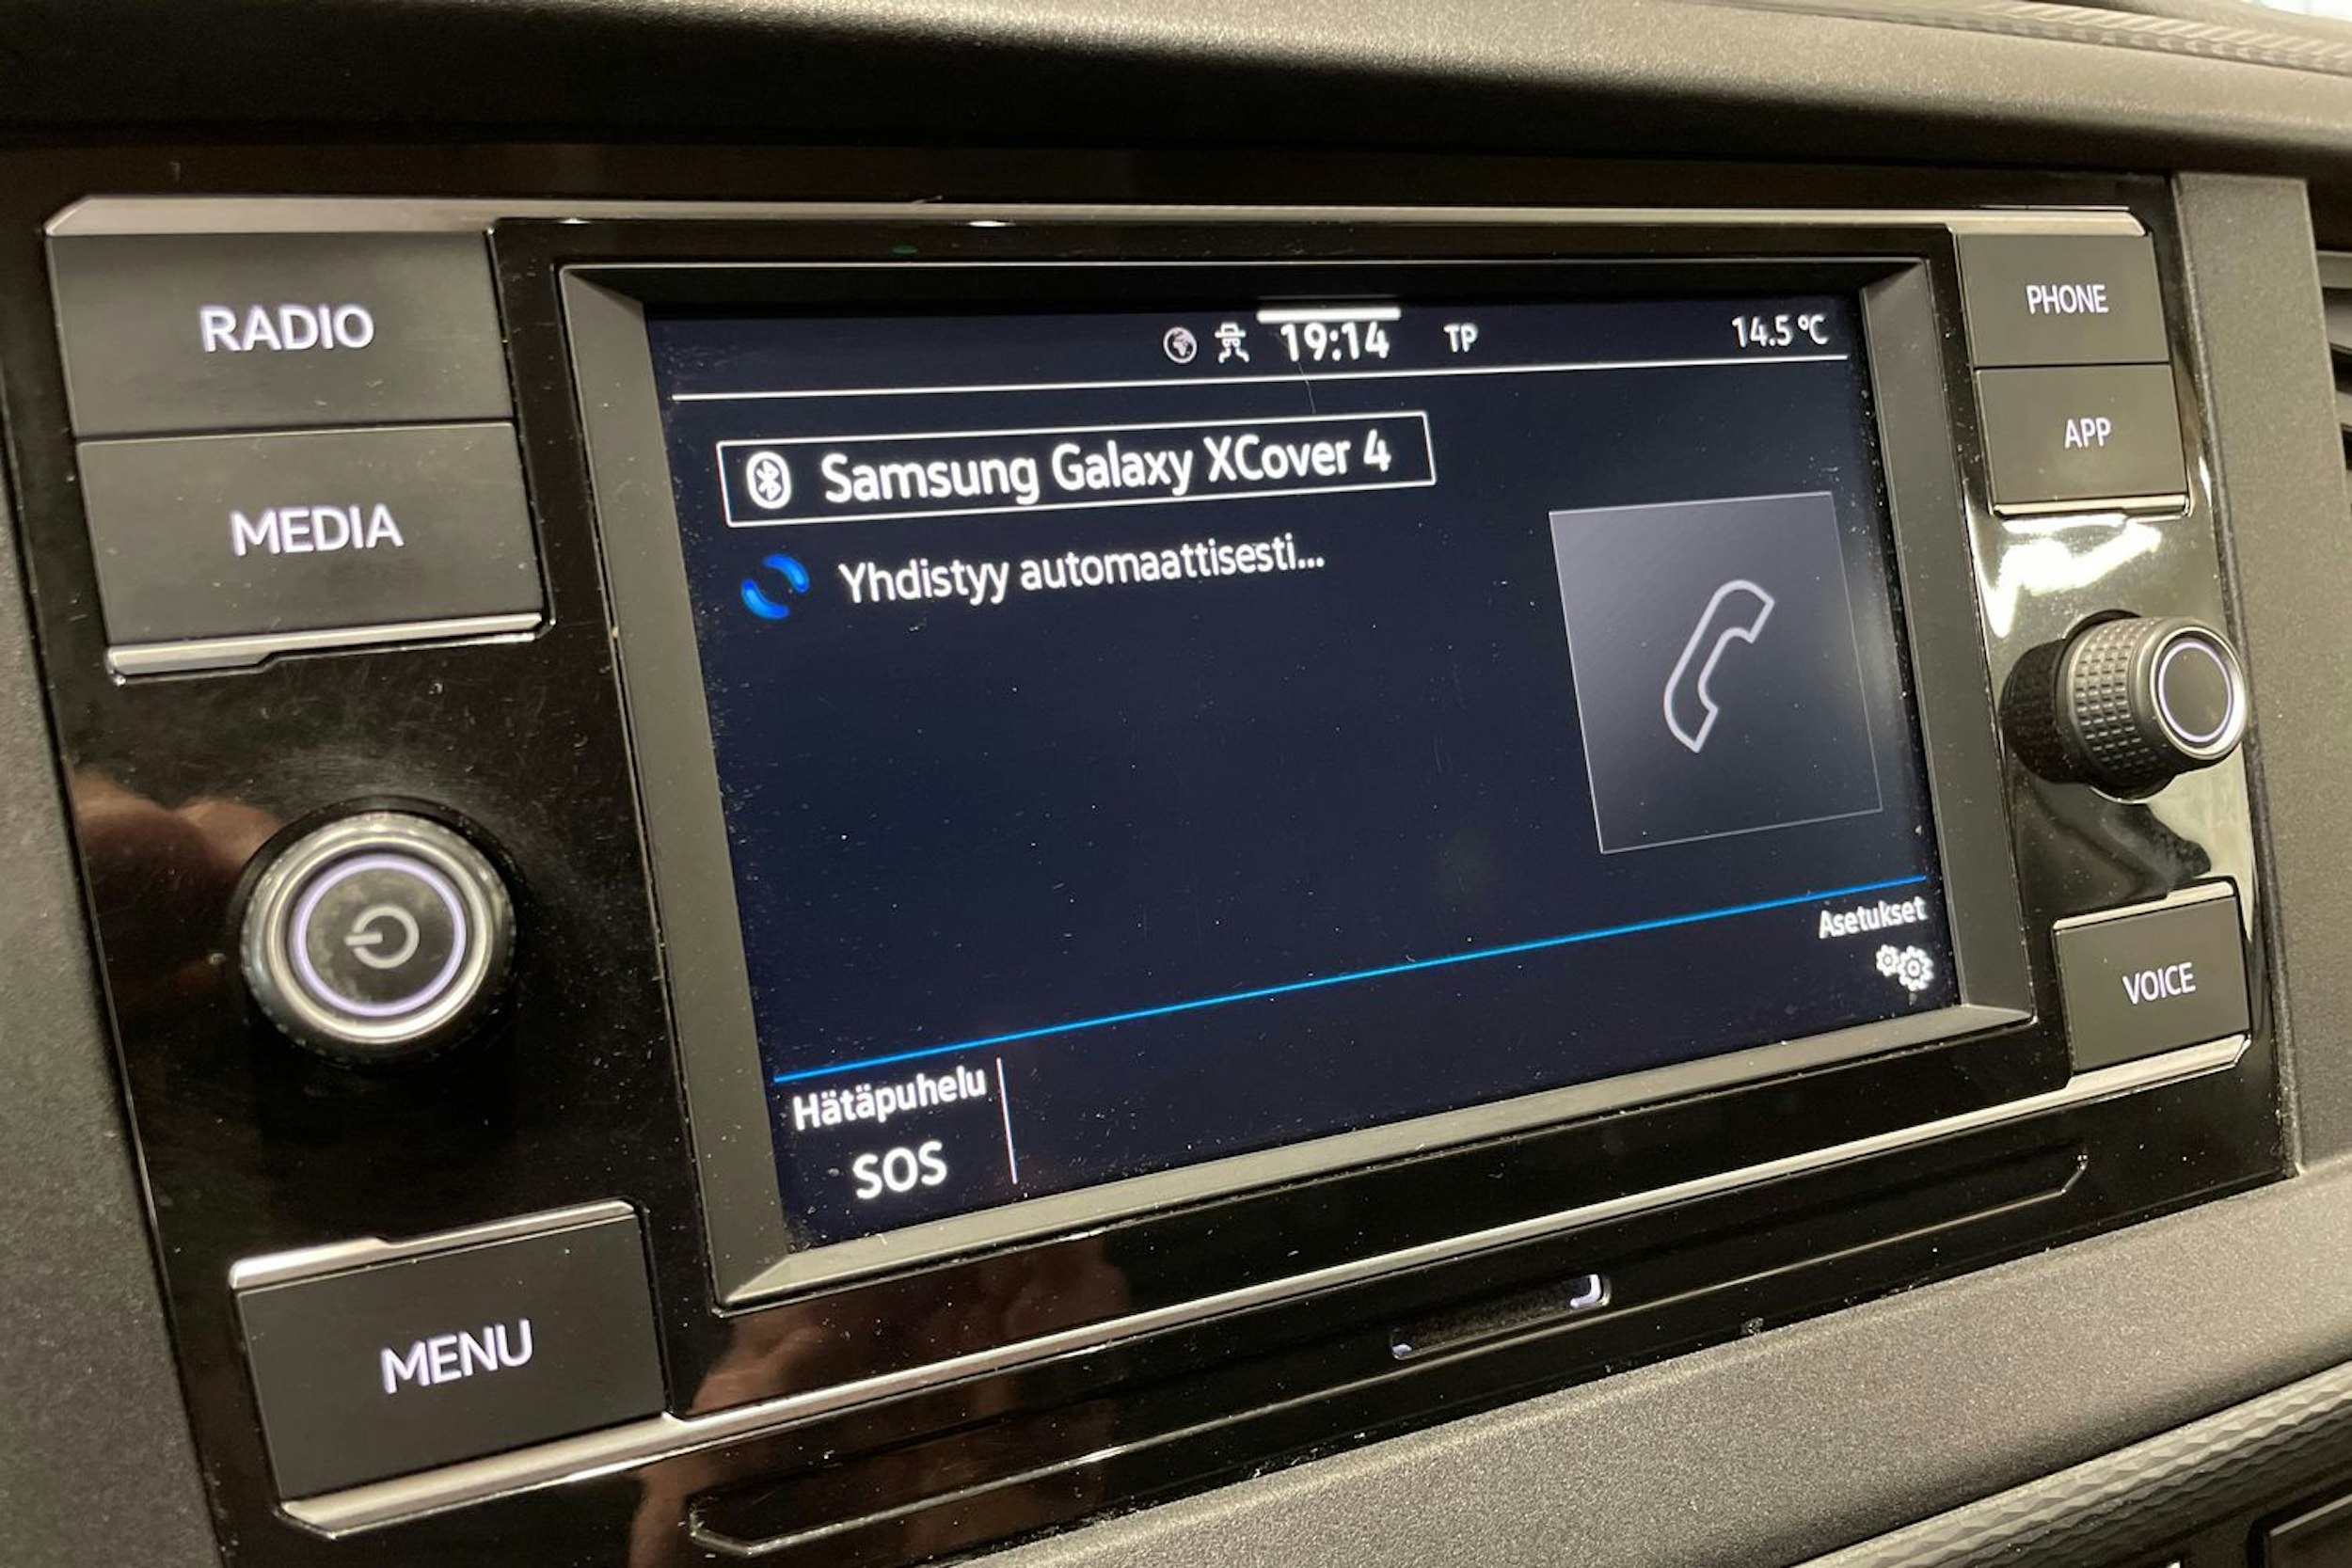 RADIO
MEDIA
MENU
19:14
TP
14.5 °C
Samsung Galaxy XCover 4
Yhdistyy automaattisesti...
Asetukset
Hätäpuhelu
SOS
PHONE
APP
VOICE